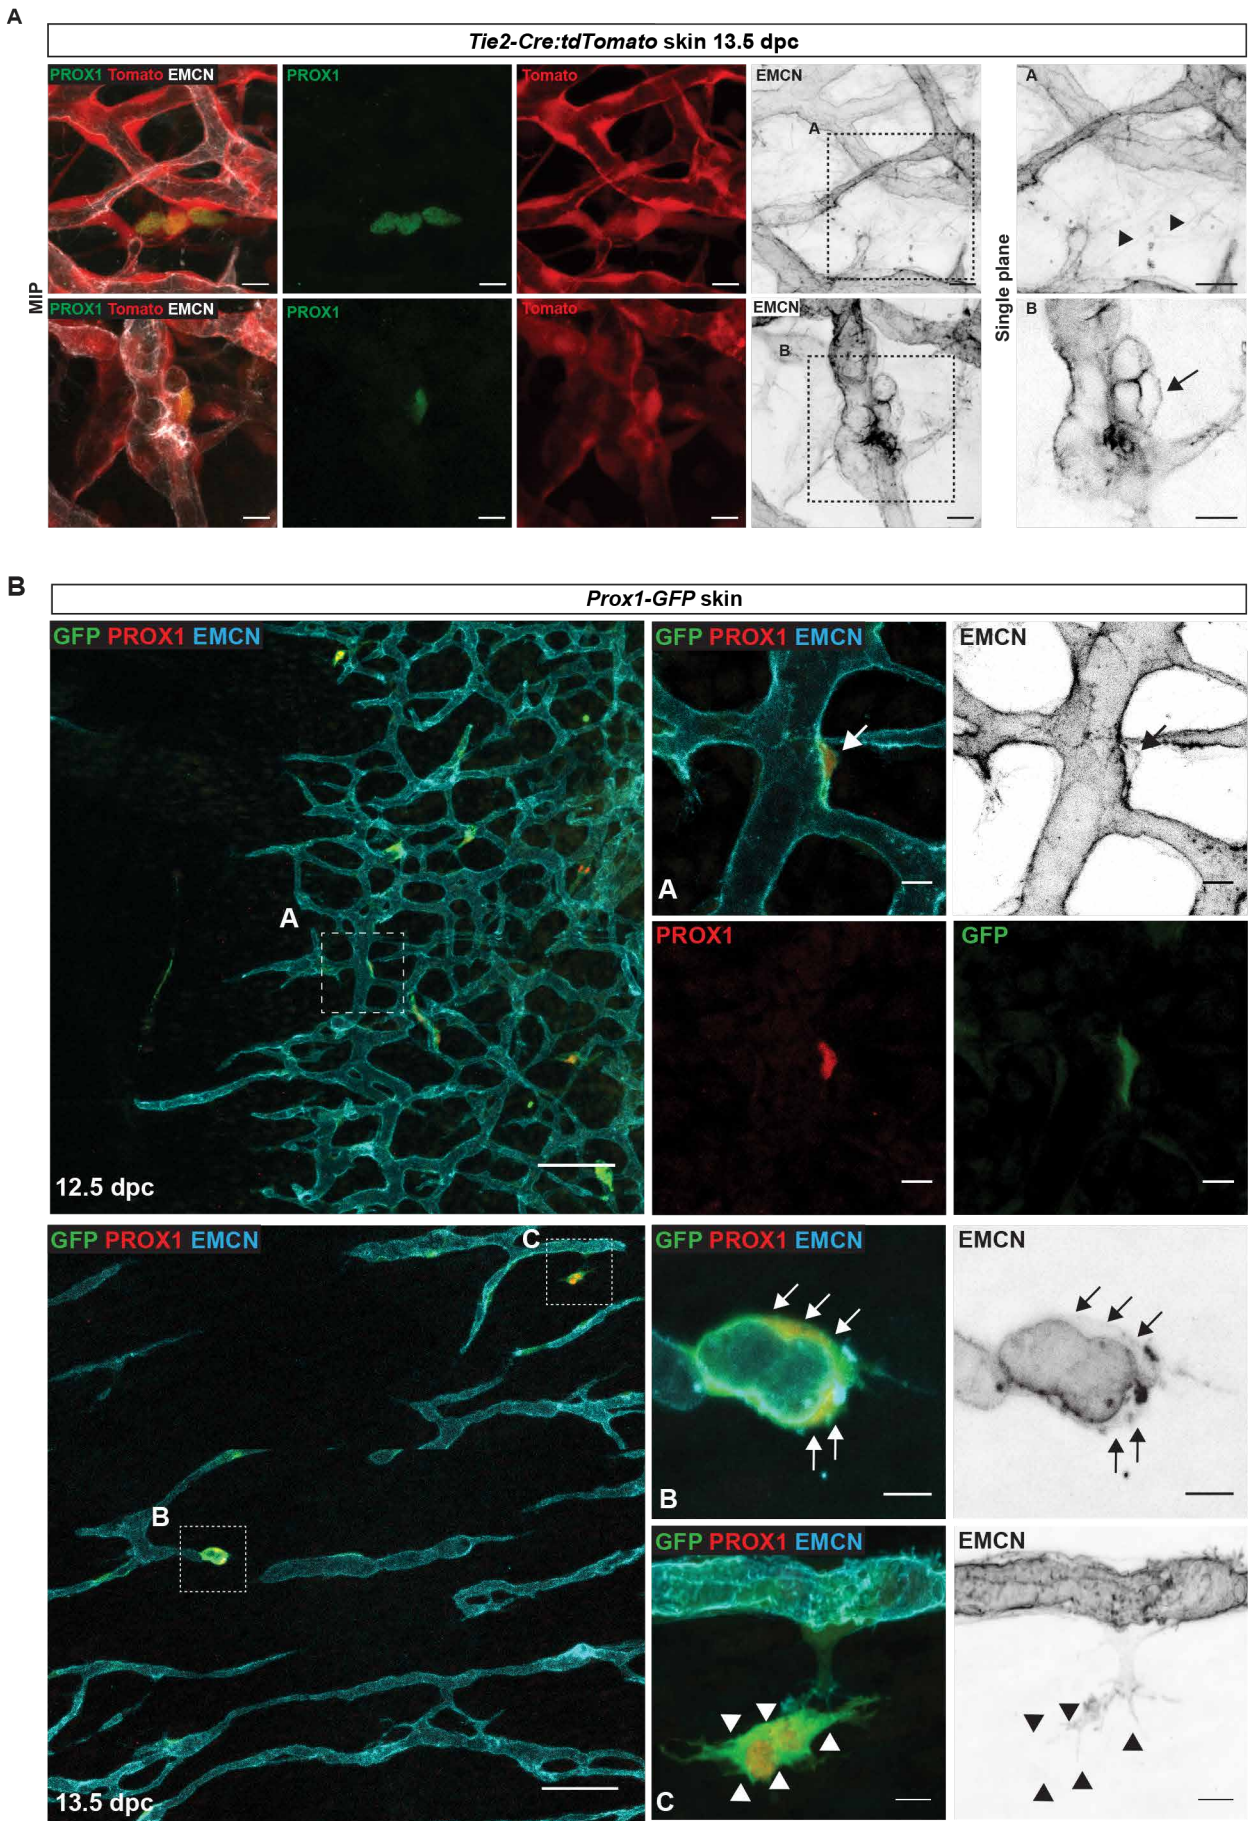 A
Tie2-Cre:tdTomato skin 13.5 dpc
PROX1 Tomato EMCN
PROX1
Tomato
EMCN
A
A
MIP
Single plane
PROX1 Tomato EMCN
PROX1
Tomato
EMCN
B
B
B
Prox1-GFP skin
GFP PROX1 EMCN
A
12.5 dpc
GFP PROX1 EMCN
A
EMCN
PROX1
GFP
GFP PROX1 EMCN
C
B
13.5 dpc
GFP PROX1 EMCN
B
EMCN
GFP PROX1 EMCN
C
EMCN